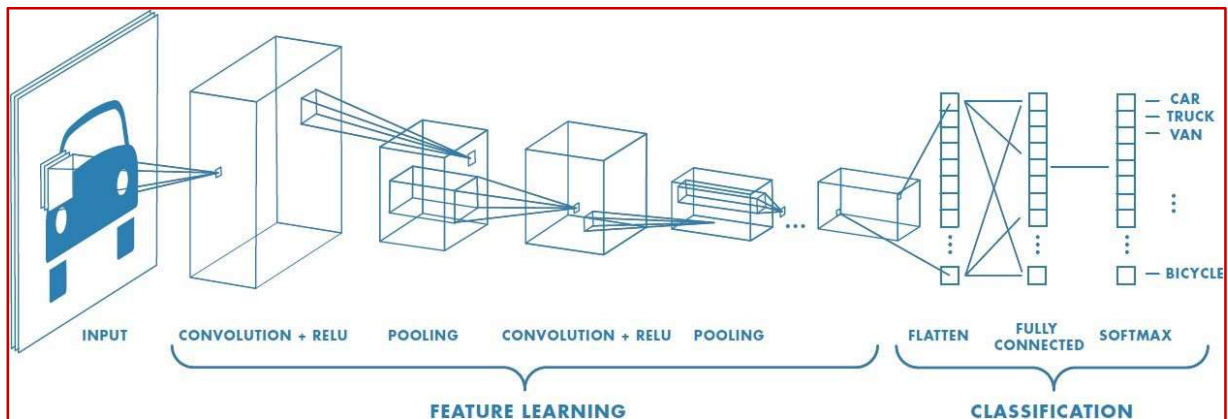 CAR
TRUCK
VAN
BICYCLE
INPUT
CONVOLUTION + RELU
POOLING
CONVOLUTION + RELU
POOLING
FLATTEN
FULLY
CONNECTED
SOFTMAX
FEATURE LEARNING
CLASSIFICATION